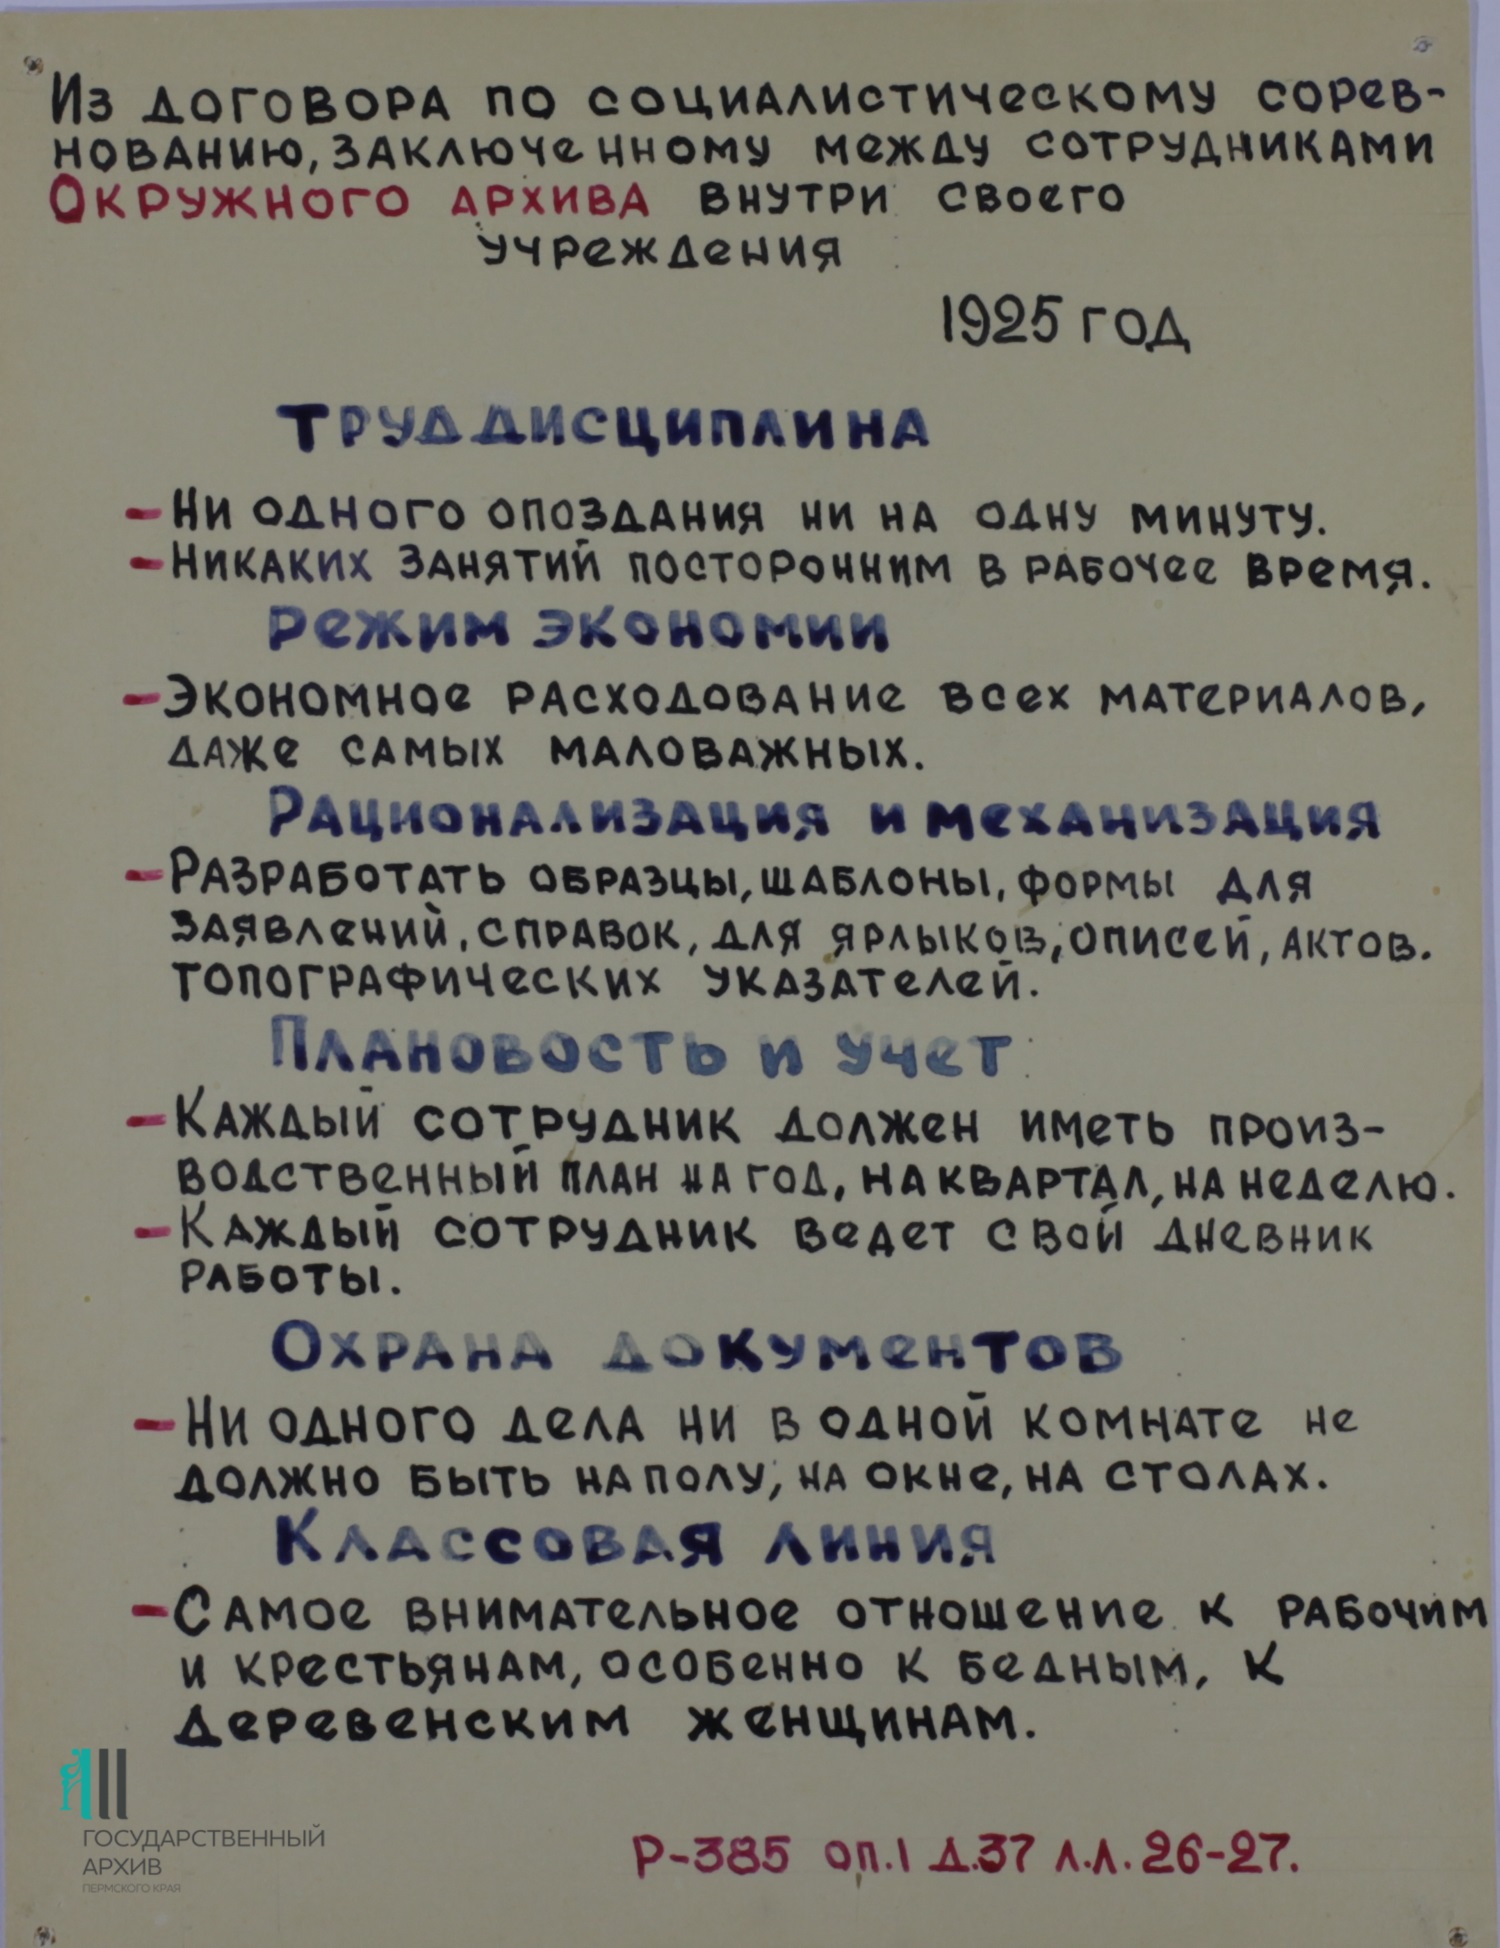 Из договора по социалистическому сорев-
нованию, заключенному между сотрудниками
Окружного архива внутри своего
учреждения
1925 год
Труддисциплина
- Ни одного опоздания ни на одну минуту.
- Никаких занятий посторонним в рабочее время.
Режим экономии
- Экономное расходование всех материалов,
даже самых маловажных.
Рационализация и механизация
- Разработать образцы, шаблоны, формы для
заявлений, справок, для ярлыков, описей, актов.
топографических указателей.
Плановость и учет
- Каждый сотрудник должен иметь произ-
водственный план на год, на квартал, на неделю.
- Каждый сотрудник ведет свой дневник
работы.
Охрана документов
- Ни одного дела ни в одной комнате не
должно быть на полу, на окне, на столах.
Классовая линия
- Самое внимательное отношение к рабочим
и крестьянам, особенно к бедным, к
деревенским женщинам.
Р-385 оп.1 д.37 л.л. 26-27.
ГОСУДАРСТВЕННЫЙ
АРХИВ
ПЕРМСКОГО КРАЯ